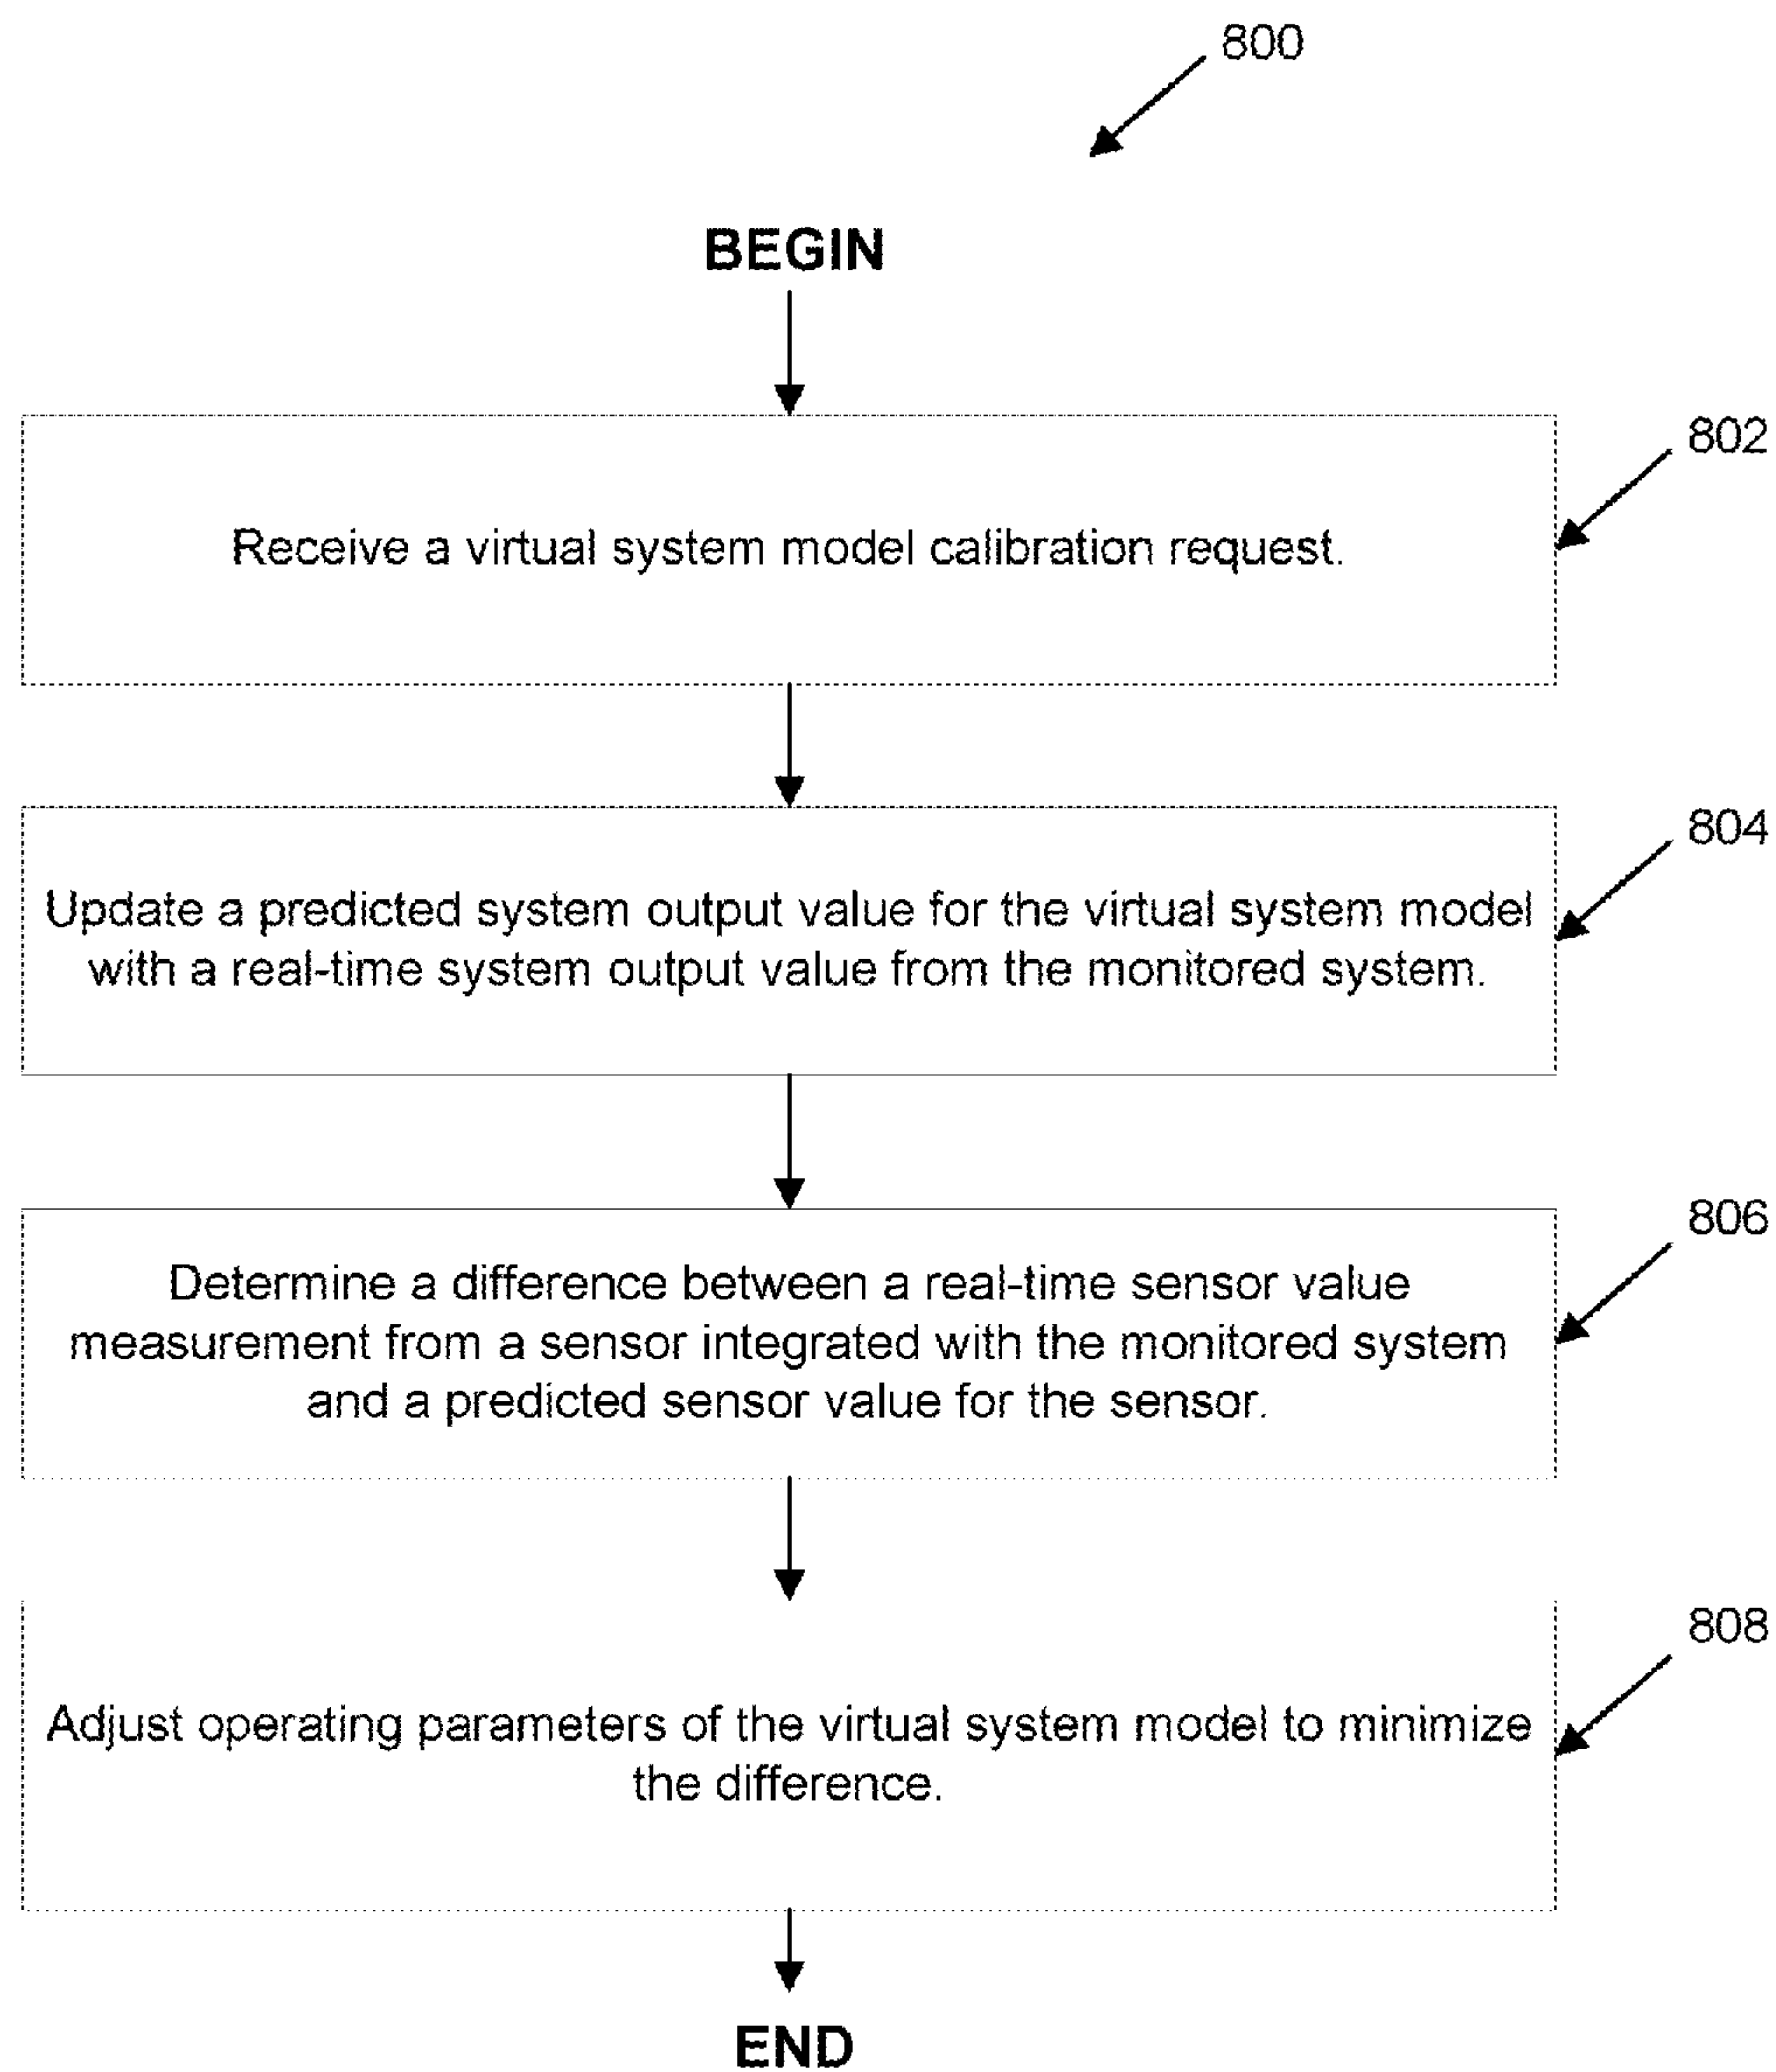 800
BEGIN
802
Receive a virtual system model calibration request.
804
Update a predicted system output value for the virtual system model
with a real-time system output value from the monitored system.
806
Determine a difference between a real-time sensor value
measurement from a sensor integrated with the monitored system
and a predicted sensor value for the sensor.
808
Adjust operating parameters of the virtual system model to minimize
the difference.
END